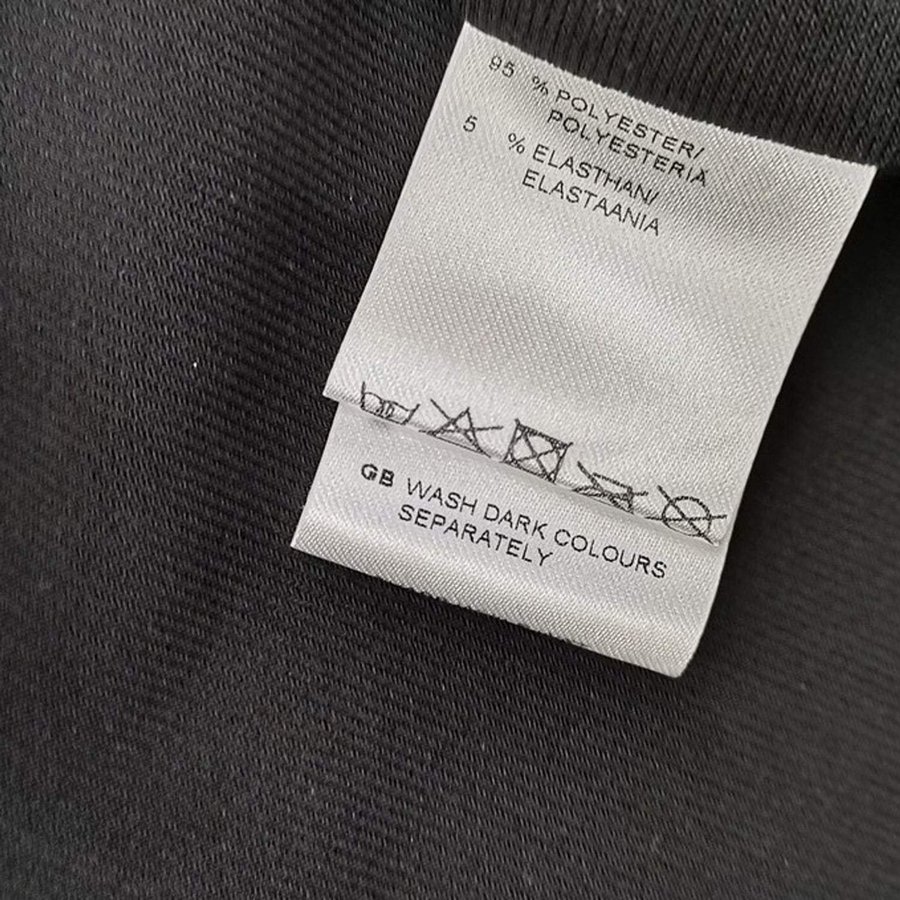 95 % POLYESTER/
POLYESTERIA
5 % ELASTHAN/
ELASTAANIA
GB WASH DARK COLOURS
SEPARATELY